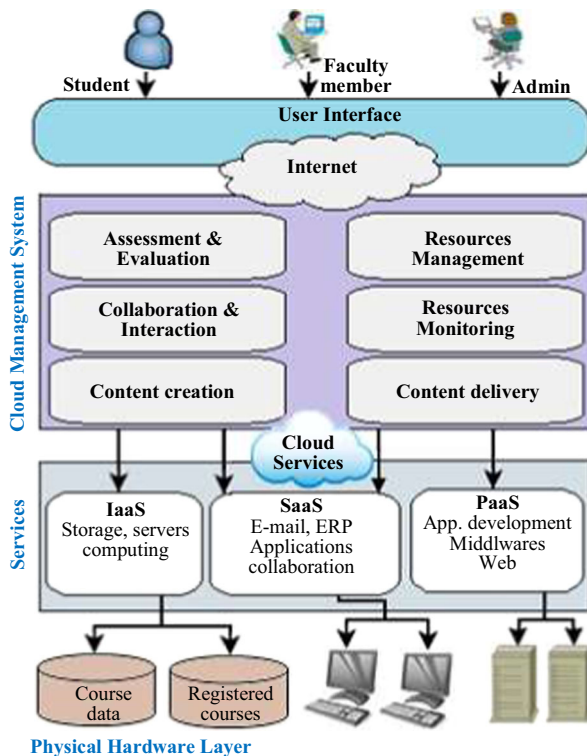 Student
Faculty
member
Admin
User Interface
Internet
Cloud Management System
Assessment &
Evaluation
Resources
Management
Collaboration &
Interaction
Resources
Monitoring
Content creation
Content delivery
Cloud
Services
Services
IaaS
Storage, servers
computing
SaaS
E-mail, ERP
Applications
collaboration
PaaS
App. development
Middlwares
Web
Course
data
Registered
courses
Physical Hardware Layer